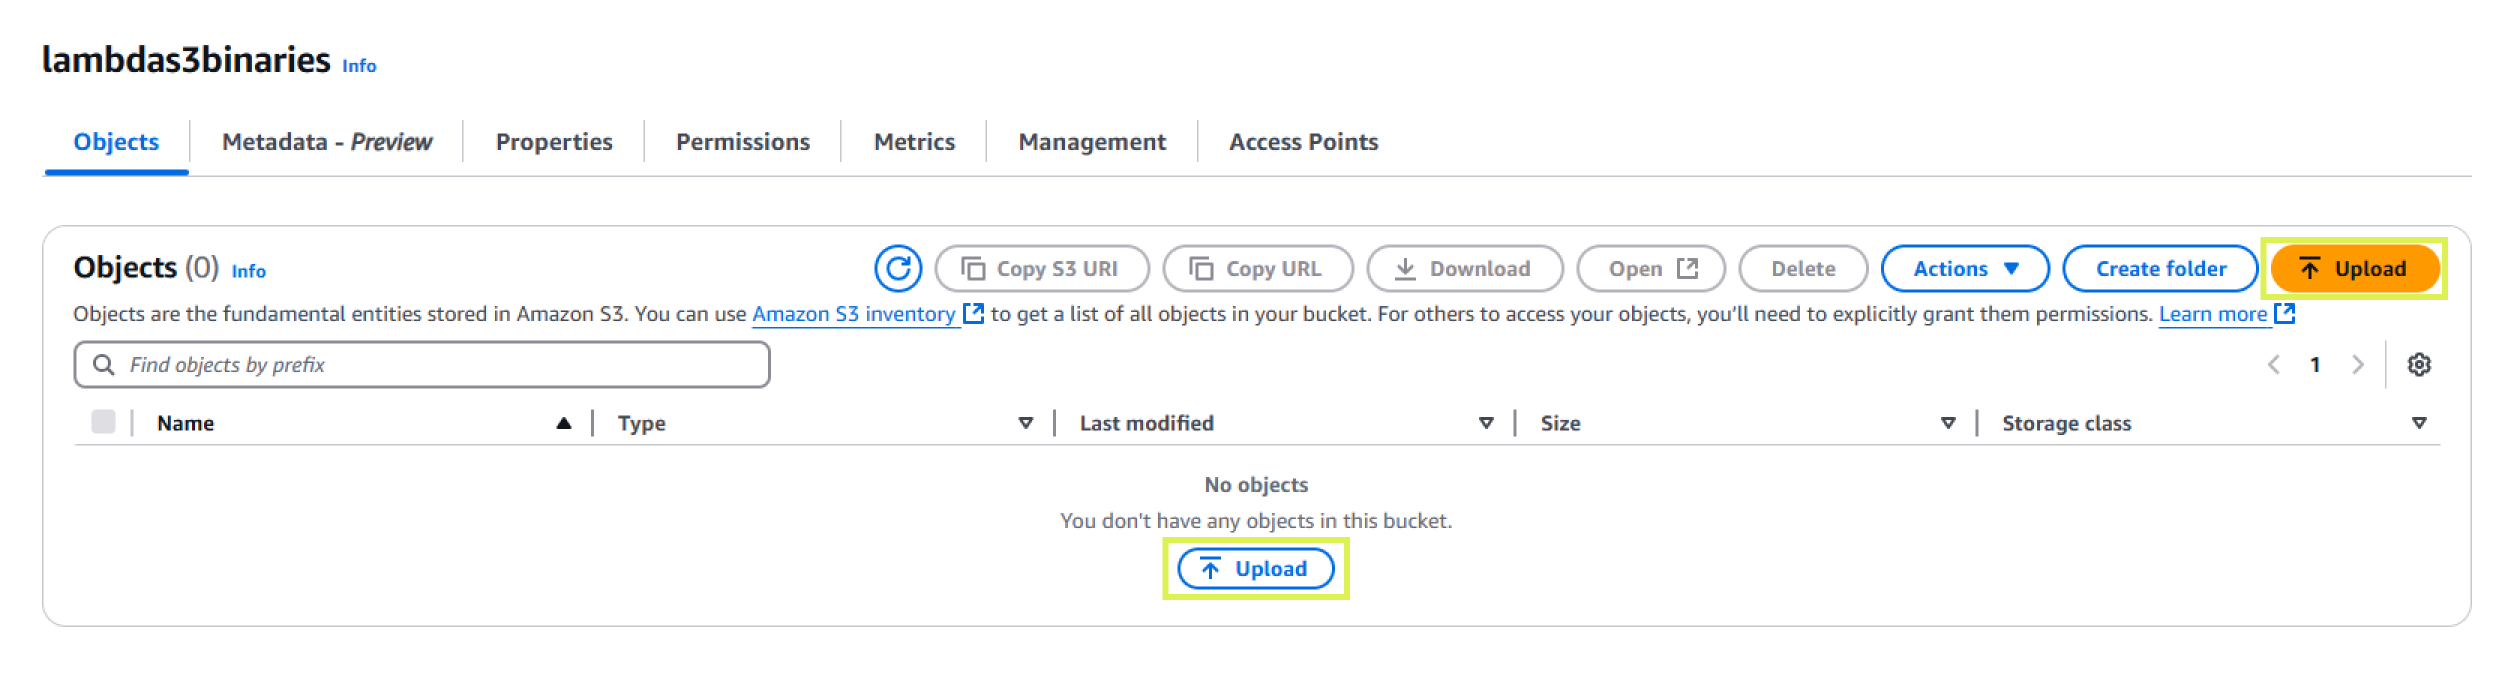 lambdas3binaries Info
Objects Metadata - Preview Properties Permissions Metrics Management Access Points
Objects (0) Info Copy S3 URI Copy URL Download Open Delete Actions Create folder Upload
Objects are the fundamental entities stored in Amazon S3. You can use Amazon S3 inventory to get a list of all objects in your bucket. For others to access your objects, you’ll need to explicitly grant them permissions. Learn more
Find objects by prefix 1
Name Type Last modified Size Storage class
No objects
You don't have any objects in this bucket.
Upload